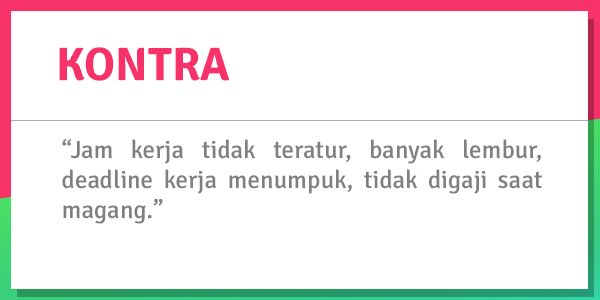 KONTRA
“Jam kerja tidak teratur, banyak lembur,
deadline kerja menumpuk, tidak digaji saat
magang.”